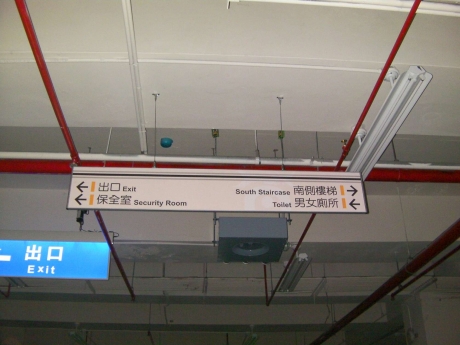 ← 出口 Exit
← 保全室 Security Room
South Staircase 南側樓梯 →
Toilet 男女廁所 ←
← 出口
Exit